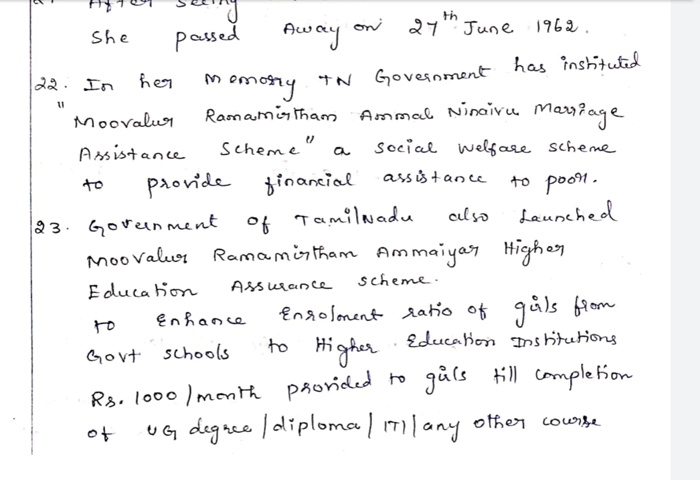 After seeing
She passed Away on 27th June 1962.
22. In her memory TN Government has instituted
"Moovalur Ramamirtham Ammal Ninaivu Marriage
Assistance Scheme" a social welfare scheme
to provide financial assistance to poor.
23. Government of TamilNadu also Launched
Moovalur Ramamirtham Ammaiyar Higher
Education Assurance scheme.
to Enhance Enrolment ratio of girls from
Govt schools to Higher Education Institutions
Rs. 1000/month provided to girls till completion
of UG degree/diploma/ITI/any other course